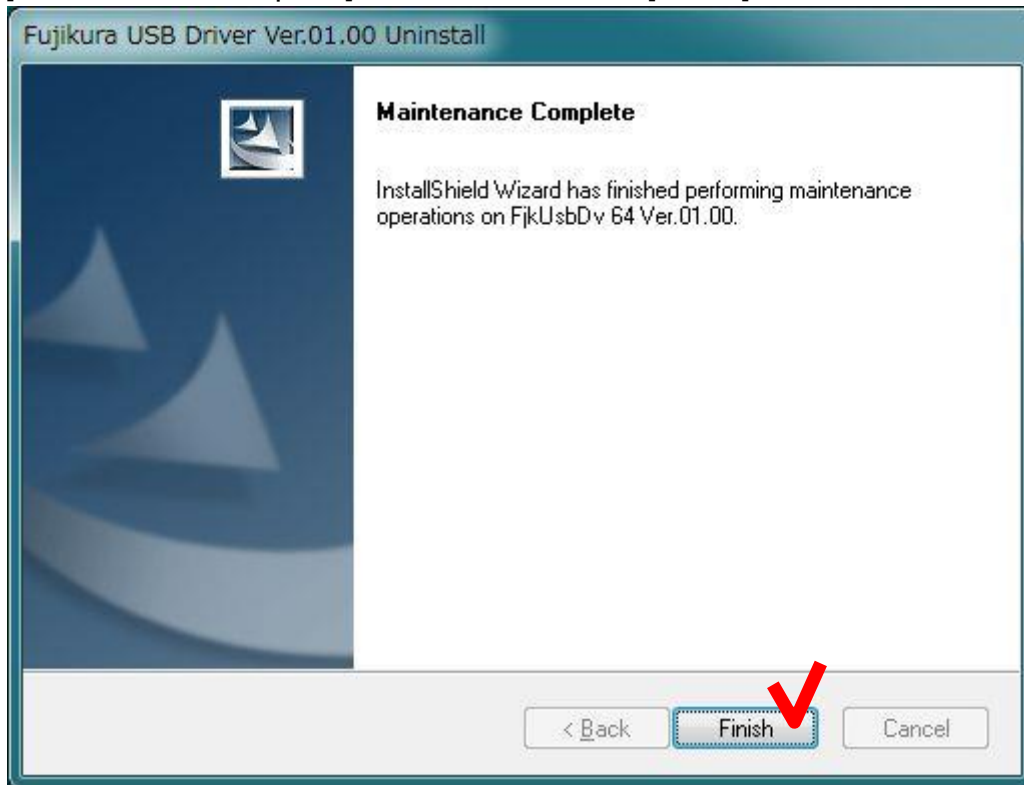 Fujikura USB Driver Ver.01.00 Uninstall
Maintenance Complete
InstallShield Wizard has finished performing maintenance
operations on FjkUsbDv 64 Ver.01.00.
< Back
Finish
Cancel